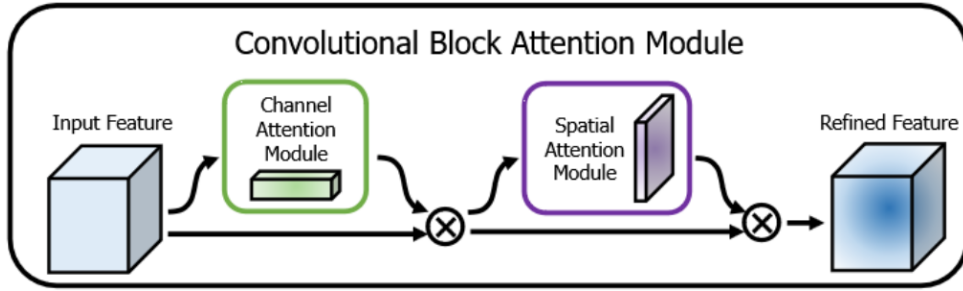 Convolutional Block Attention Module
Input Feature
Channel
Attention
Module
Spatial
Attention
Module
Refined Feature